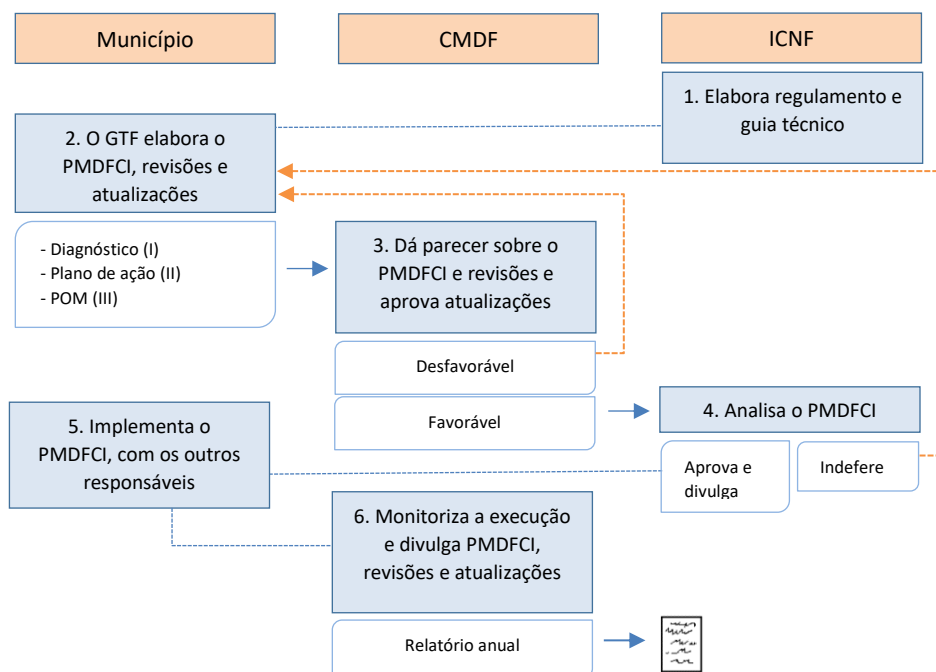 Município
CMDF
ICNF
1. Elabora regulamento e
guia técnico
2. O GTF elabora o
PMDFCI, revisões e
atualizações
- Diagnóstico (I)
- Plano de ação (II)
- POM (III)
3. Dá parecer sobre o
PMDFCI e revisões e
aprova atualizações
Desfavorável
Favorável
4. Analisa o PMDFCI
Aprova e
divulga
Indefere
5. Implementa o
PMDFCI, com os outros
responsáveis
6. Monitoriza a execução
e divulga PMDFCI,
revisões e atualizações
Relatório anual